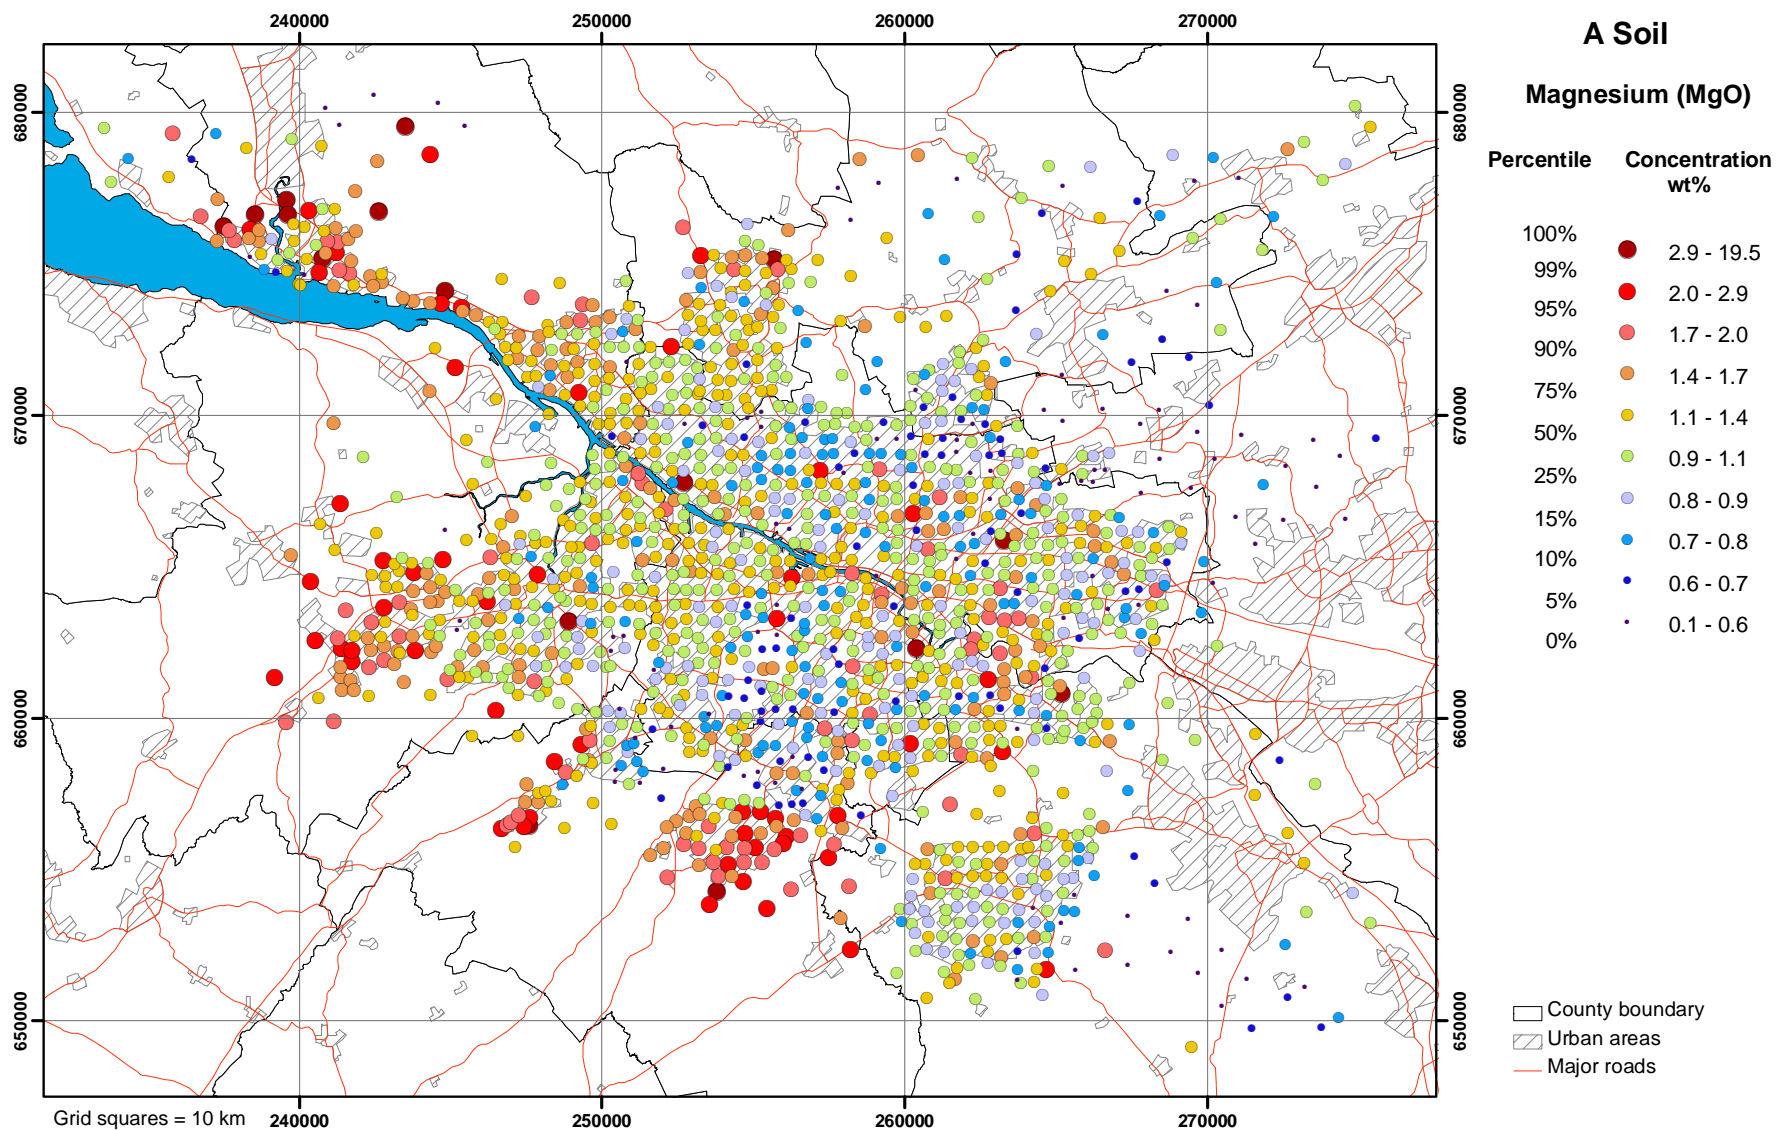 240000
250000
260000
270000
A Soil
Magnesium (MgO)
Percentile
Concentration
wt%
100%
99%
95%
90%
75%
50%
25%
15%
10%
5%
0%
2.9 - 19.5
2.0 - 2.9
1.7 - 2.0
1.4 - 1.7
1.1 - 1.4
0.9 - 1.1
0.8 - 0.9
0.7 - 0.8
0.6 - 0.7
0.1 - 0.6
680000
680000
670000
670000
660000
660000
650000
650000
County boundary
Urban areas
Major roads
Grid squares = 10 km
240000
250000
260000
270000